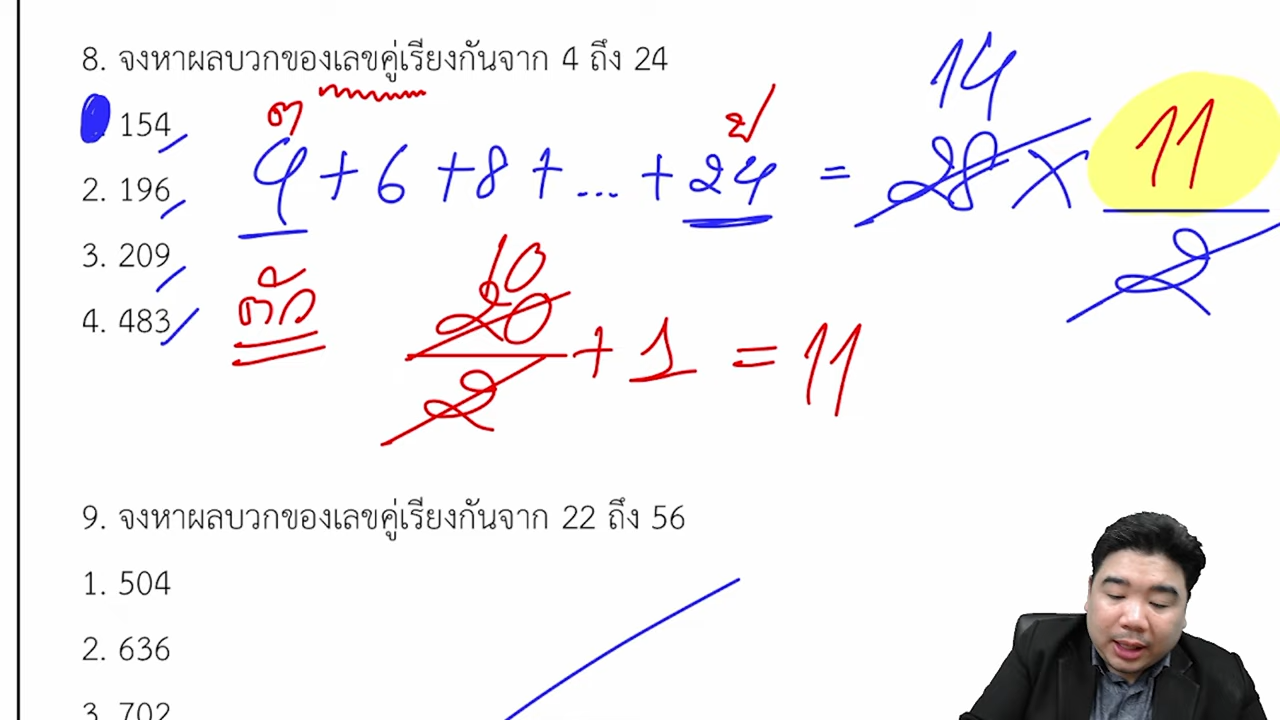 8. จงหาผลบวกของเลขคู่เรียงกันจาก 4 ถึง 24
154
2. 196
3. 209
4. 483
ต ป 14
4 + 6 + 8 + ... + 24 = 28 × 11
2
ตัว 10
20 + 1 = 11
2
9. จงหาผลบวกของเลขคู่เรียงกันจาก 22 ถึง 56
1. 504
2. 636
3. 702